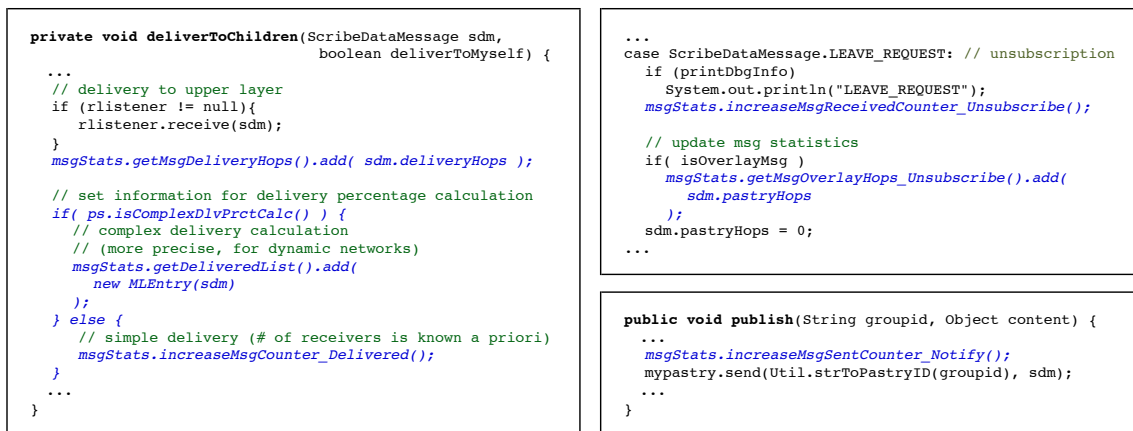 private void deliverToChildren(ScribeDataMessage sdm,
boolean deliverToMyself) {
...
// delivery to upper layer
if (rlistener != null){
rlistener.receive(sdm);
}
msgStats.getMsgDeliveryHops().add( sdm.deliveryHops );
// set information for delivery percentage calculation
if( ps.isComplexDlvPrctCalc() ) {
// complex delivery calculation
// (more precise, for dynamic networks)
msgStats.getDeliveredList().add(
new MLEntry(sdm)
);
} else {
// simple delivery (# of receivers is known a priori)
msgStats.increaseMsgCounter_Delivered();
}
...
}
...
case ScribeDataMessage.LEAVE_REQUEST: // unsubscription
if (printDbgInfo)
System.out.println("LEAVE_REQUEST");
msgStats.increaseMsgReceivedCounter_Unsubscribe();
// update msg statistics
if( isOverlayMsg )
msgStats.getMsgOverlayHops_Unsubscribe().add(
sdm.pastryHops
);
sdm.pastryHops = 0;
...
public void publish(String groupid, Object content) {
...
msgStats.increaseMsgSentCounter_Notify();
mypastry.send(Util.strToPastryID(groupid), sdm);
...
}